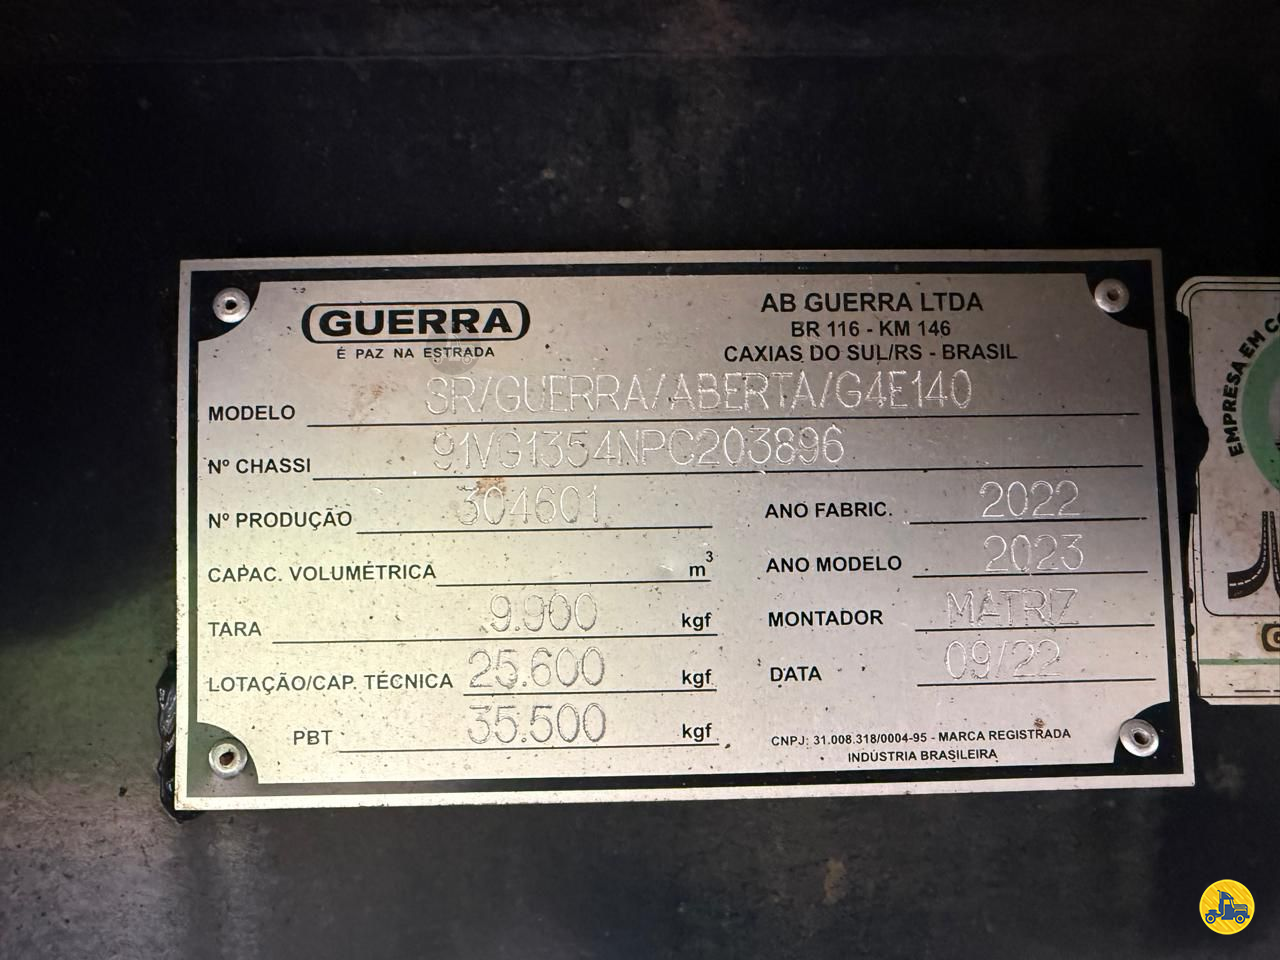 GUERRA
É PAZ NA ESTRADA
AB GUERRA LTDA
BR 116 - KM 146
CAXIAS DO SUL/RS - BRASIL
MODELO SR/GUERRA/ABERTA/G4E140
Nº CHASSI 91VG1354NPC203896
Nº PRODUÇÃO 304601 ANO FABRIC. 2022
CAPAC. VOLUMÉTRICA m³ ANO MODELO 2023
TARA 9.900 kgf MONTADOR MATRIZ
LOTAÇÃO/CAP. TÉCNICA 25.600 kgf DATA 09/22
PBT 35.500 kgf
CNPJ: 31.008.318/0004-95 - MARCA REGISTRADA
INDÚSTRIA BRASILEIRA
EMPRESA EM